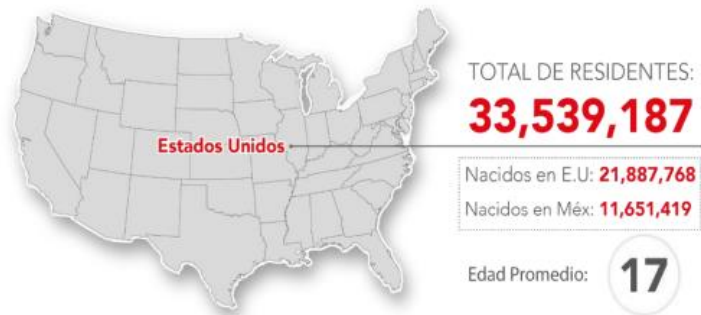 TOTAL DE RESIDENTES:
33,539,187
Estados Unidos
Nacidos en E.U: 21,887,768
Nacidos en Méx: 11,651,419
Edad Promedio: 17